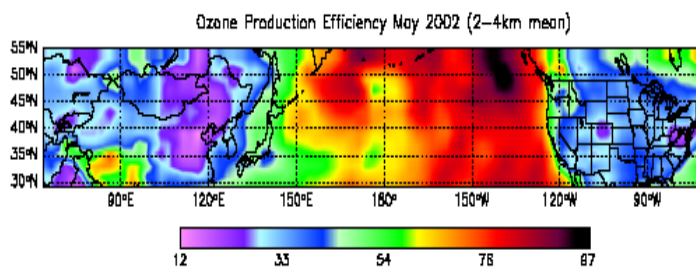 Ozone Production Efficiency May 2002 (2-4km mean)
55°N
50°N
45°N
40°N
35°N
30°N
90°E 120°E 150°E 180° 150°W 120°W 90°W
12 33 54 76 87